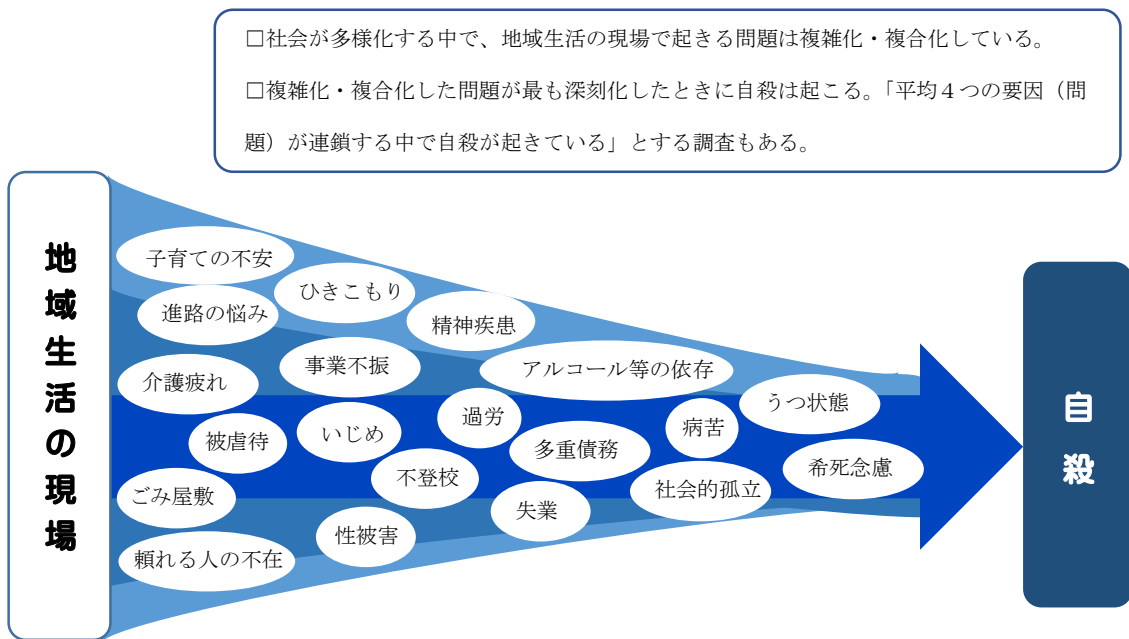 □社会が多様化する中で、地域生活の現場で起きる問題は複雑化・複合化している。
□複雑化・複合化した問題が最も深刻化したときに自殺は起こる。「平均４つの要因（問
題）が連鎖する中で自殺が起きている」とする調査もある。
地域生活の現場
子育ての不安
ひきこもり
進路の悩み
精神疾患
事業不振
アルコール等の依存
介護疲れ
うつ状態
過労
いじめ
病苦
被虐待
多重債務
希死念慮
不登校
社会的孤立
ごみ屋敷
失業
性被害
頼れる人の不在
自殺